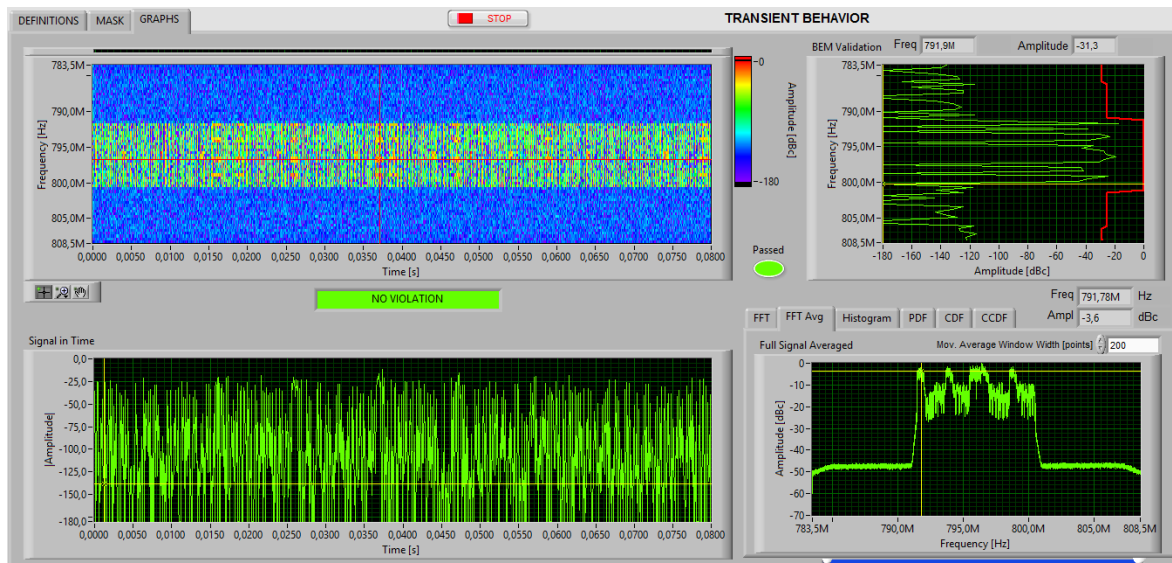 DEFINITIONS MASK GRAPHS
STOP
TRANSIENT BEHAVIOR
783,5M
790,0M
795,0M
800,0M
805,0M
808,5M
Frequency [Hz]
0,0000 0,0050 0,0100 0,0150 0,0200 0,0250 0,0300 0,0350 0,0400 0,0450 0,0500 0,0550 0,0600 0,0650 0,0700 0,0750 0,0800
Time [s]
-0
-180
Amplitude [dBc]
NO VIOLATION
Passed
BEM Validation Freq 791,9M Amplitude -31,3
783,5M
790,0M
795,0M
800,0M
805,0M
808,5M
Frequency [Hz]
-180 -160 -140 -120 -100 -80 -60 -40 -20 0
Amplitude [dBc]
Freq 791,78M Hz
Ampl -3,6 dBc
Signal in Time
0,0
-25,0
-50,0
-75,0
-100,0
-125,0
-150,0
-180,0
|Amplitude|
0,0000 0,0050 0,0100 0,0150 0,0200 0,0250 0,0300 0,0350 0,0400 0,0450 0,0500 0,0550 0,0600 0,0650 0,0700 0,0750 0,0800
Time [s]
FFT FFT Avg Histogram PDF CDF CCDF
Full Signal Averaged Mov. Average Window Width [points] 200
0
-10
-20
-30
-40
-50
-60
-70
Amplitude [dBc]
783,5M 790,0M 795,0M 800,0M 805,0M 808,5M
Frequency [Hz]